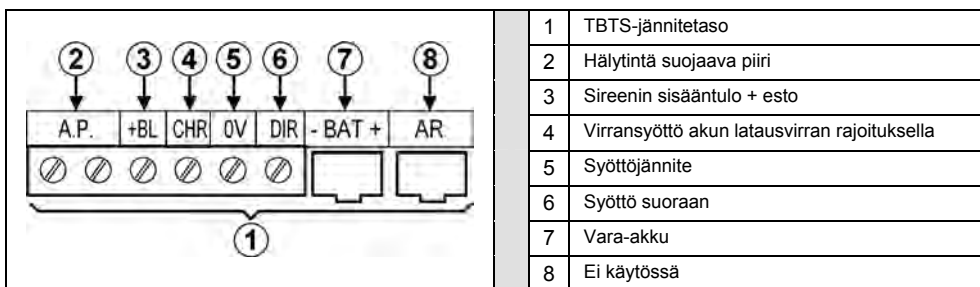 2 3 4 5 6 7 8
A.P. +BL CHR 0V DIR - BAT + AR
1
1 TBTS-jännitetaso
2 Hälytintä suojaava piiri
3 Sireenin sisääntulo + esto
4 Virransyöttö akun latausvirran rajoituksella
5 Syöttöjännite
6 Syöttö suoraan
7 Vara-akku
8 Ei käytössä